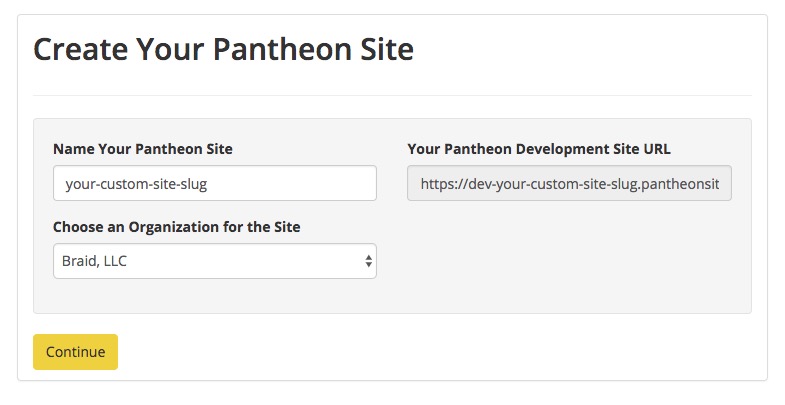 Create Your Pantheon Site
Name Your Pantheon Site
Your Pantheon Development Site URL
your-custom-site-slug
https://dev-your-custom-site-slug.pantheonsit
Choose an Organization for the Site
Braid, LLC
Continue